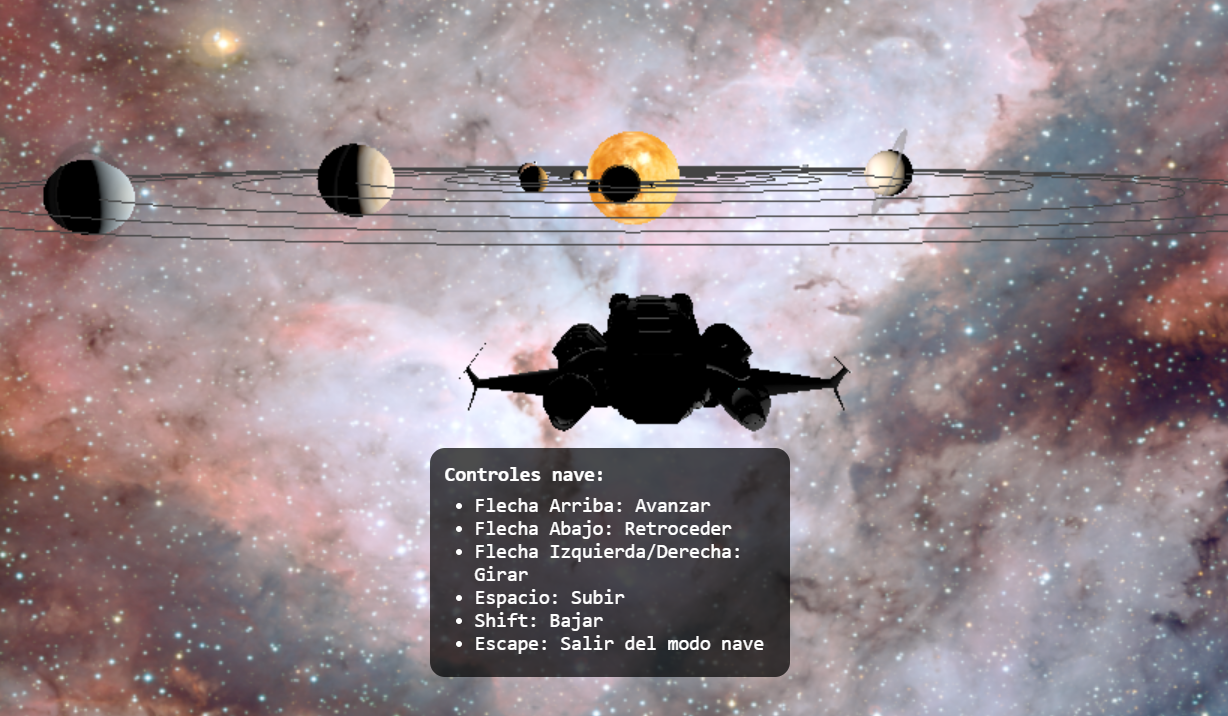 Controles nave:
• Flecha Arriba: Avanzar
• Flecha Abajo: Retroceder
• Flecha Izquierda/Derecha:
Girar
• Espacio: Subir
• Shift: Bajar
• Escape: Salir del modo nave